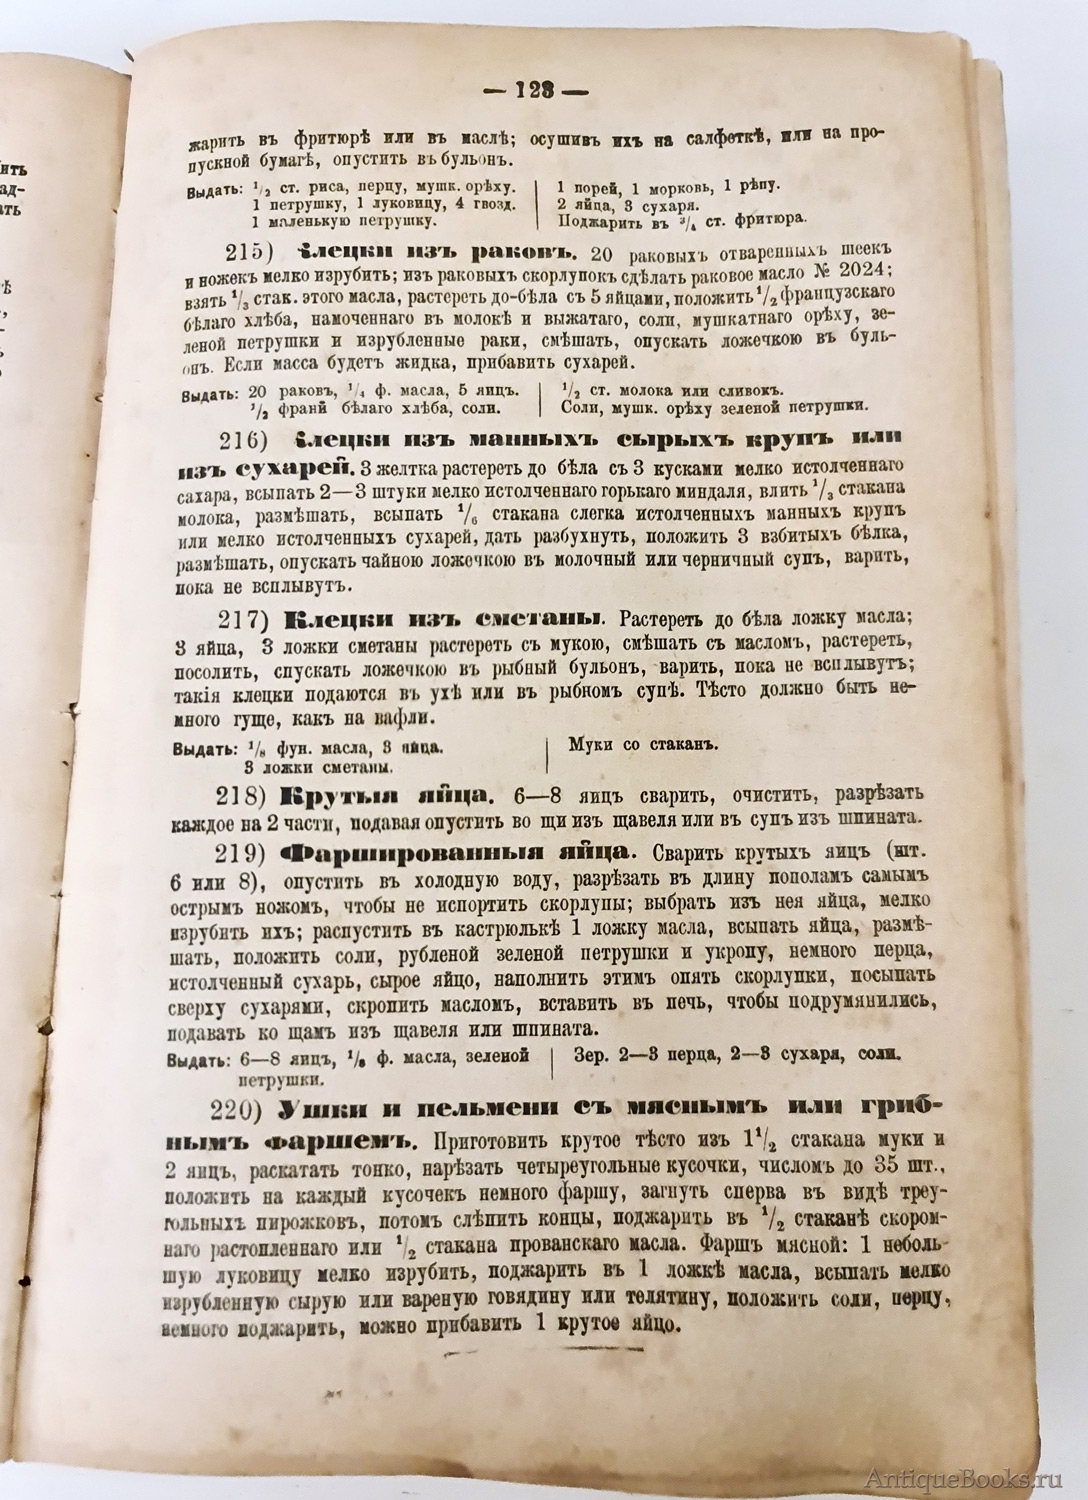 — 123 —
жарить въ фритюрѣ или въ маслѣ; осушивъ ихъ на салфеткѣ, или на про-
пускной бумагѣ, опустить въ бульонъ.
Выдать: 1/2 ст. риса, перцу, мушк. орѣху.
1 петрушку, 1 луковицу, 4 гвозд.
1 маленькую петрушку.
1 порей, 1 морковь, 1 рѣпу.
2 яйца, 3 сухаря.
Поджарить въ 3/4 ст. фритюра.
215) Клецки изъ раковъ. 20 раковыхъ отваренныхъ шеекъ
и ножекъ мелко изрубить; изъ раковыхъ скорлупокъ сдѣлать раковое масло № 2024;
взять 1/3 стак. этого масла, растереть до-бѣла съ 5 яйцами, положить 1/2 французскаго
бѣлаго хлѣба, намоченнаго въ молокѣ и выжатаго, соли, мушкатнаго орѣху, зе-
леной петрушки и изрубленные раки, смѣшать, опускать ложечкою въ буль-
онъ. Если масса будетъ жидка, прибавить сухарей.
Выдать: 20 раковъ, 1/4 ф. масла, 5 яицъ.
1/2 франй бѣлаго хлѣба, соли.
1/2 ст. молока или сливокъ.
Соли, мушк. орѣху зеленой петрушки.
216) Клецки изъ манныхъ сырыхъ крупъ или
изъ сухарей. 3 желтка растереть до бѣла съ 3 кусками мелко истолченнаго
сахара, всыпать 2—3 штуки мелко истолченнаго горькаго миндаля, влить 1/3 стакана
молока, размѣшать, всыпать 1/6 стакана слегка истолченныхъ манныхъ крупъ
или мелко истолченныхъ сухарей, дать разбухнуть, положить 3 взбитыхъ бѣлка,
размѣшать, опускать чайною ложечкою въ молочный или черничный супъ, варить,
пока не всплывутъ.
217) Клецки изъ сметаны. Растереть до бѣла ложку масла;
3 яйца, 3 ложки сметаны растереть съ мукою, смѣшать съ масломъ, растереть,
посолить, спускать ложечкою въ рыбный бульонъ, варить, пока не всплывутъ;
такія клецки подаются въ ухѣ или въ рыбномъ супѣ. Тѣсто должно быть не-
много гуще, какъ на вафли.
Выдать: 1/8 фун. масла, 3 яйца.
3 ложки сметаны.
Муки со стаканъ.
218) Крутыя яйца. 6—8 яицъ сварить, очистить, разрѣзать
каждое на 2 части, подавая опустить во щи изъ щавеля или въ супъ изъ шпината.
219) Фаршированныя яйца. Сварить крутыхъ яицъ (шт.
6 или 8), опустить въ холодную воду, разрѣзать въ длину пополамъ самымъ
острымъ ножомъ, чтобы не испортить скорлупы; выбрать изъ нея яйца, мелко
изрубить ихъ; распустить въ кастрюлькѣ 1 ложку масла, всыпать яйца, размѣ-
шать, положить соли, рубленой зеленой петрушки и укропу, немного перца,
истолченный сухарь, сырое яйцо, наполнить этимъ опять скорлупки, посыпать
сверху сухарями, скропить масломъ, вставить въ печь, чтобы подрумянились,
подавать ко щамъ изъ щавеля или шпината.
Выдать: 6—8 яицъ, 1/8 ф. масла, зеленой
петрушки.
Зер. 2—3 перца, 2—3 сухаря, соли.
220) Ушки и пельмени съ мяснымъ или гриб-
нымъ фаршемъ. Приготовить крутое тѣсто изъ 1 1/2 стакана муки и
2 яицъ, раскатать тонко, нарѣзать четыреугольные кусочки, числомъ до 35 шт.,
положить на каждый кусочекъ немного фаршу, загнуть сперва въ видѣ треу-
гольныхъ пирожковъ, потомъ слѣпить концы, поджарить въ 1/2 стаканѣ скором-
наго растопленнаго или 1/2 стакана прованскаго масла. Фаршъ мясной: 1 неболь-
шую луковицу мелко изрубить, поджарить въ 1 ложкѣ масла, всыпать мелко
изрубленную сырую или вареную говядину или телятину, положить соли, перцу,
немного поджарить, можно прибавить 1 крутое яйцо.
AntiqueBooks.ru